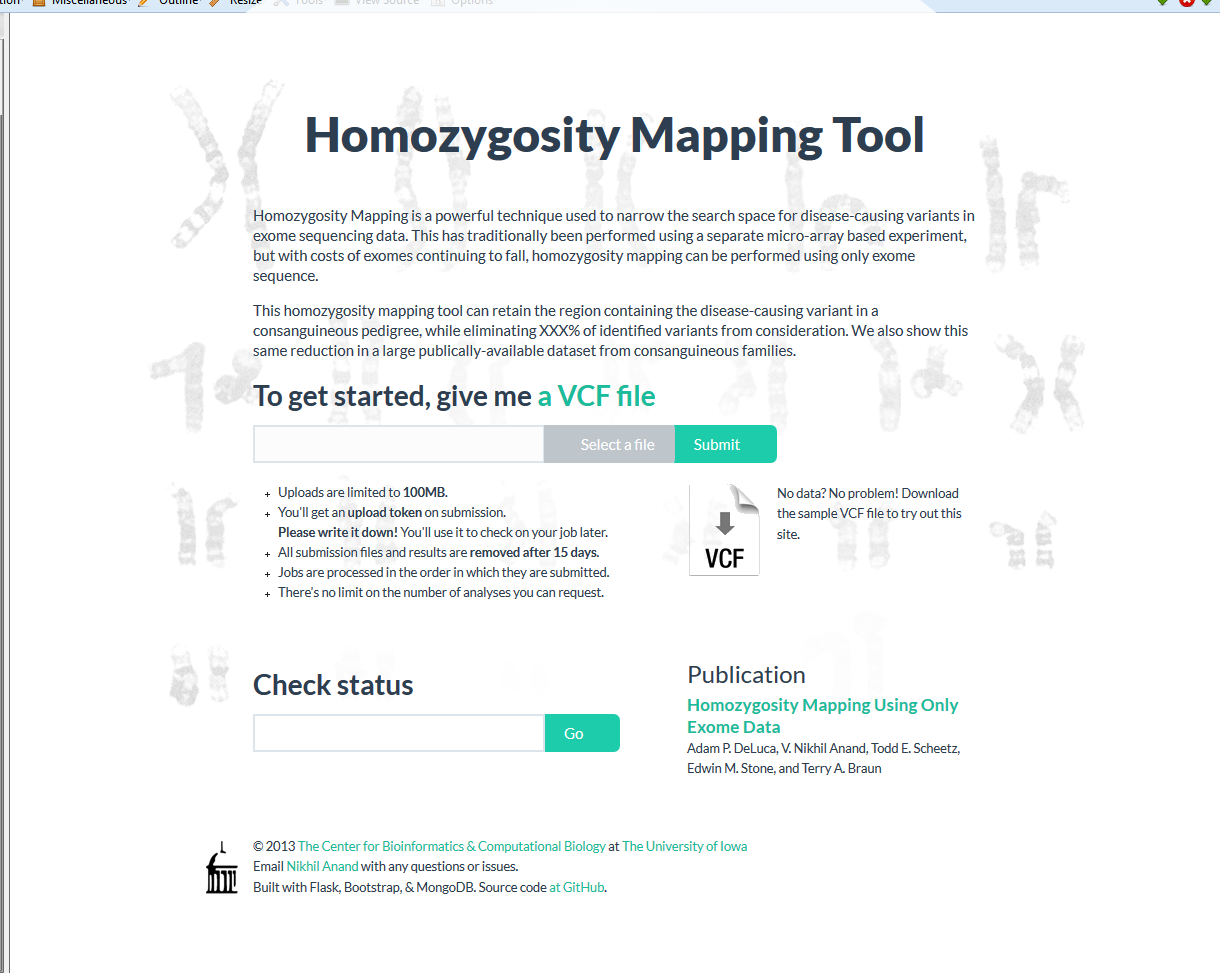 Miscellaneous Outline Resize Tools View Source Options
Homozygosity Mapping Tool
Homozygosity Mapping is a powerful technique used to narrow the search space for disease-causing variants in
exome sequencing data. This has traditionally been performed using a separate micro-array based experiment,
but with costs of exomes continuing to fall, homozygosity mapping can be performed using only exome
sequence.
This homozygosity mapping tool can retain the region containing the disease-causing variant in a
consanguineous pedigree, while eliminating XXX% of identified variants from consideration. We also show this
same reduction in a large publically-available dataset from consanguineous families.
To get started, give me a VCF file
Select a file Submit
Uploads are limited to 100MB.
You'll get an upload token on submission.
Please write it down! You'll use it to check on your job later.
All submission files and results are removed after 15 days.
Jobs are processed in the order in which they are submitted.
There's no limit on the number of analyses you can request.
VCF
No data? No problem! Download
the sample VCF file to try out this
site.
Check status
Go
Publication
Homozygosity Mapping Using Only
Exome Data
Adam P. DeLuca, V. Nikhil Anand, Todd E. Scheetz,
Edwin M. Stone, and Terry A. Braun
© 2013 The Center for Bioinformatics & Computational Biology at The University of Iowa
Email Nikhil Anand with any questions or issues.
Built with Flask, Bootstrap, & MongoDB. Source code at GitHub.